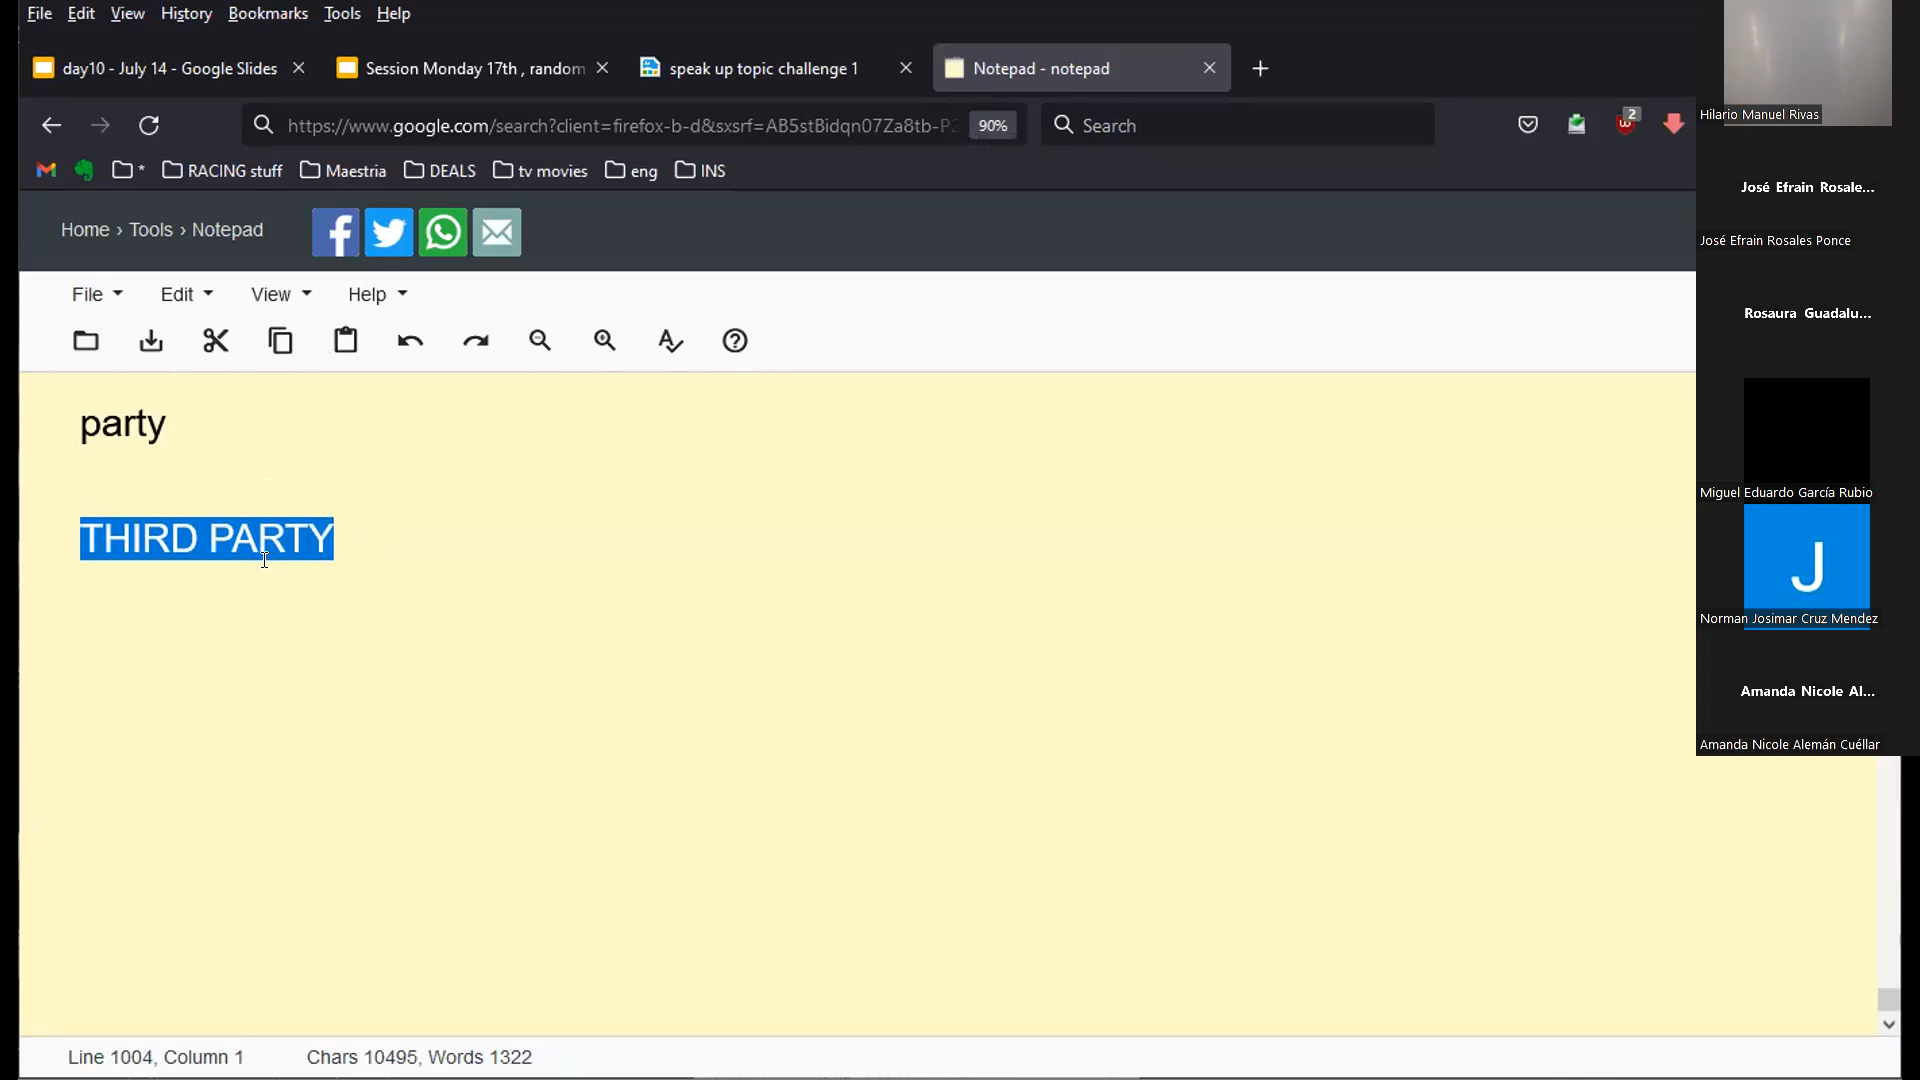 File Edit View History Bookmarks Tools Help
day10 - July 14 - Google Slides
Session Monday 17th , random
speak up topic challenge 1
Notepad - notepad
https://www.google.com/search?client=firefox-b-d&sxsrf=AB5stBidqn07Za8tb-P
90%
Search
2
* RACING stuff Maestria DEALS tv movies eng INS
Home › Tools › Notepad
File Edit View Help
party
THIRD PARTY
Line 1004, Column 1 Chars 10495, Words 1322
Hilario Manuel Rivas
José Efrain Rosale...
José Efrain Rosales Ponce
Rosaura Guadalu...
Miguel Eduardo García Rubio
J
Norman Josimar Cruz Mendez
Amanda Nicole Al...
Amanda Nicole Alemán Cuéllar